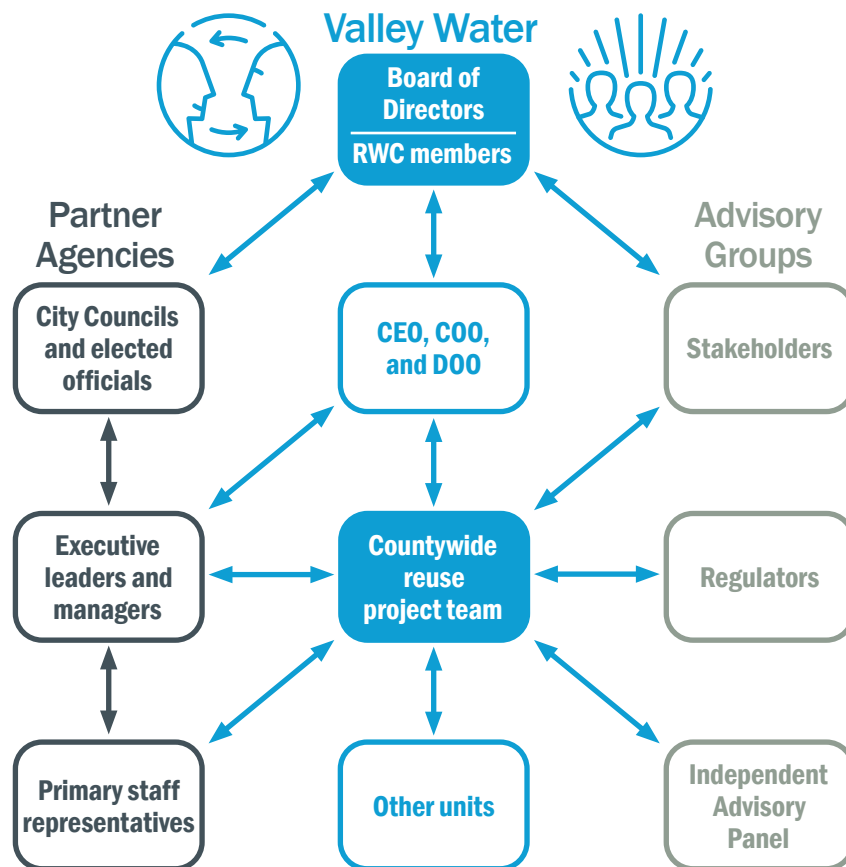 Valley Water
Board of
Directors
RWC members
Partner
Agencies
Advisory
Groups
City Councils
and elected
officials
CEO, COO,
and DOO
Stakeholders
Executive
leaders and
managers
Countywide
reuse
project team
Regulators
Primary staff
representatives
Other units
Independent
Advisory
Panel